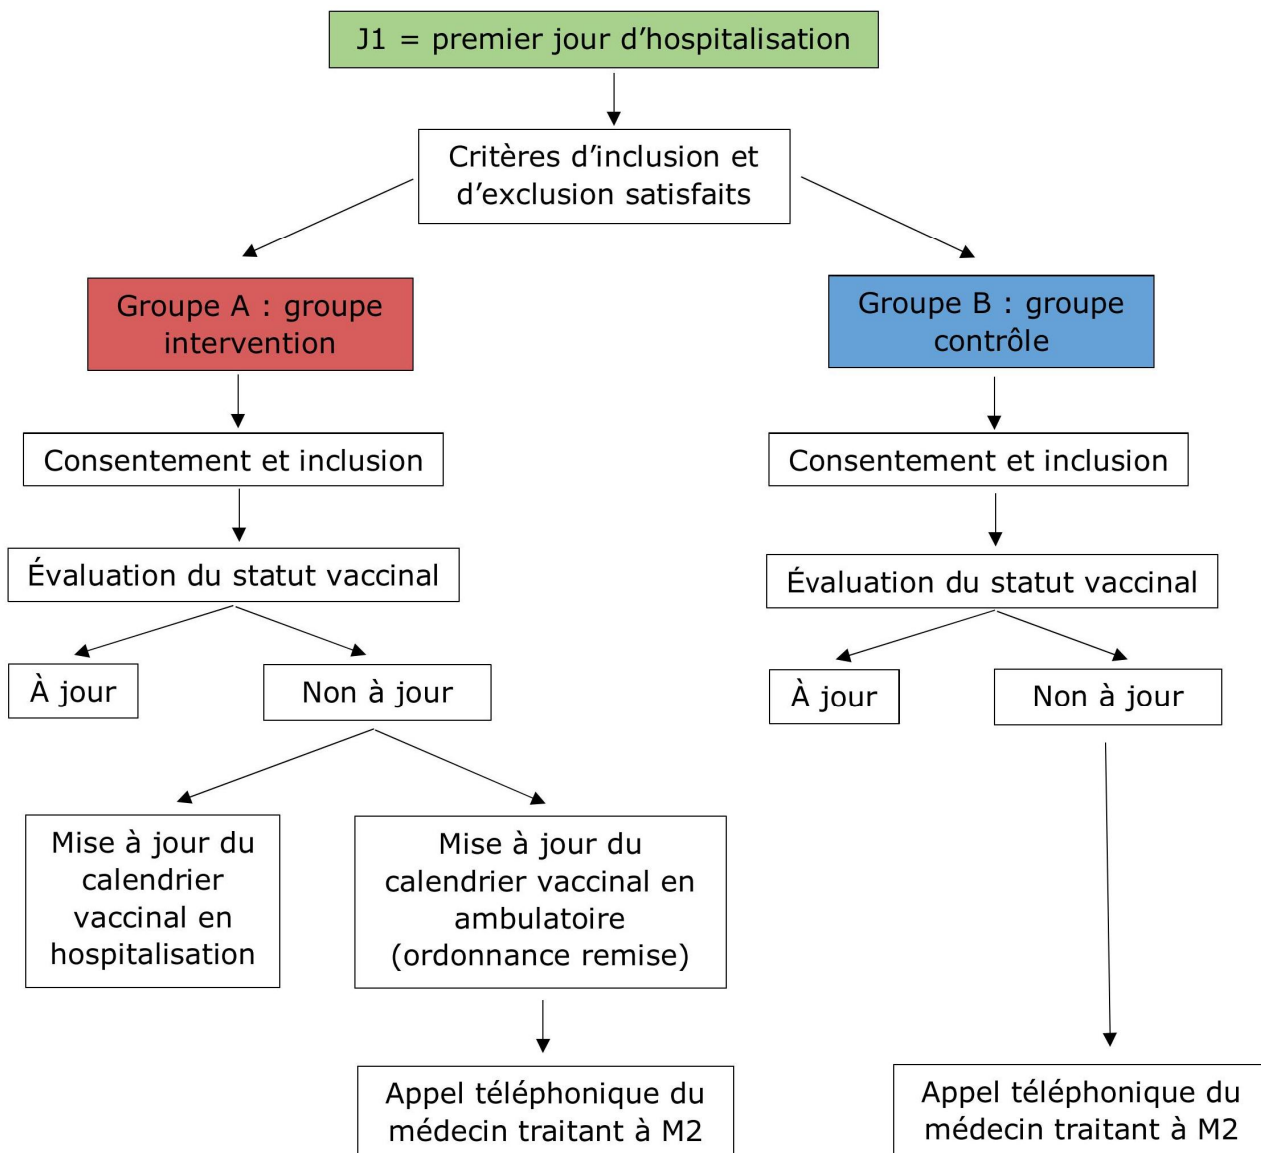 J1 = premier jour d’hospitalisation
Critères d’inclusion et
d’exclusion satisfaits
Groupe A : groupe
intervention
Groupe B : groupe
contrôle
Consentement et inclusion
Consentement et inclusion
Évaluation du statut vaccinal
Évaluation du statut vaccinal
À jour
Non à jour
À jour
Non à jour
Mise à jour du
calendrier
vaccinal en
hospitalisation
Mise à jour du
calendrier vaccinal en
ambulatoire
(ordonnance remise)
Appel téléphonique du
médecin traitant à M2
Appel téléphonique du
médecin traitant à M2